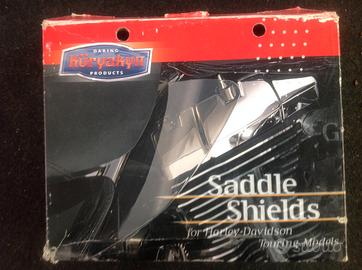 DARING
Küryakyn
PRODUCTS
Saddle
Shields
for Harley-Davidson
Touring Models